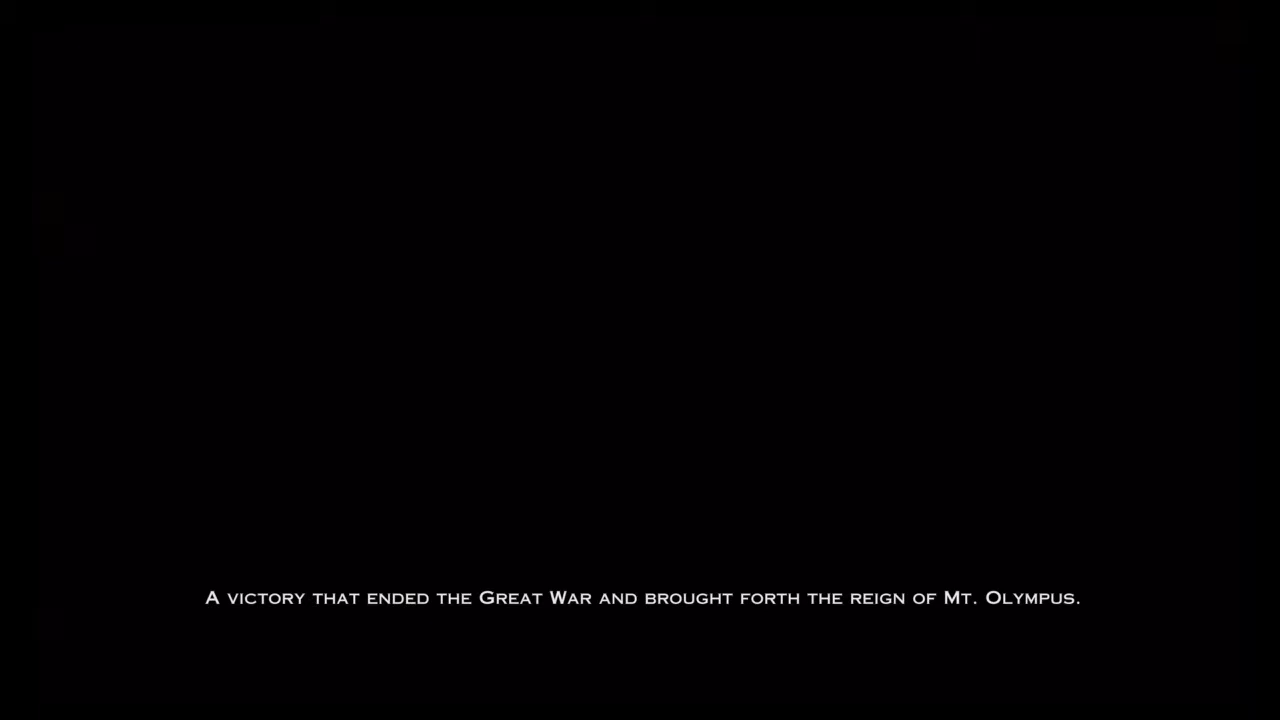 A victory that ended the Great War and brought forth the reign of Mt. Olympus.